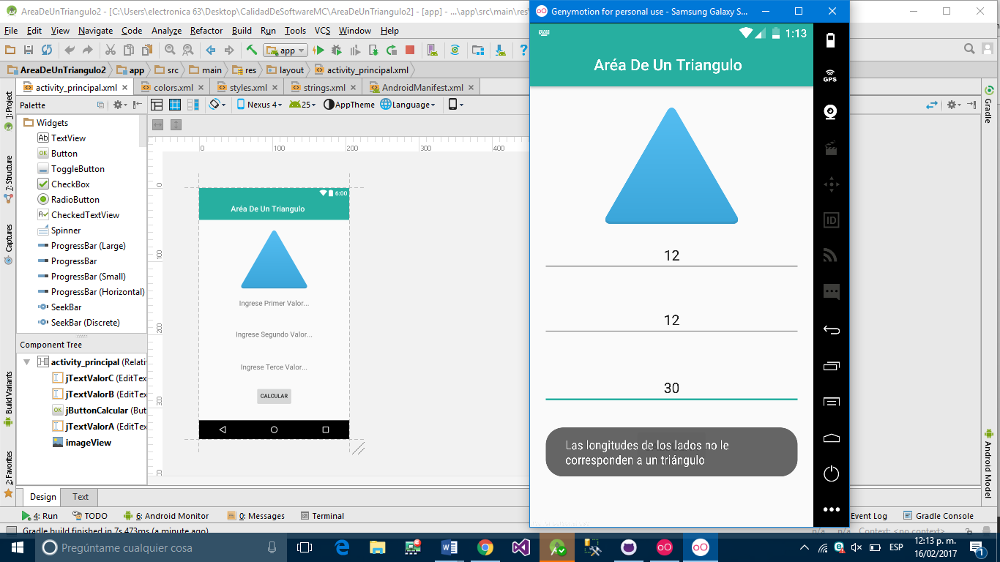 AreaDeUnTriangulo2 - [C:\Users\electronica 63\Desktop\CalidadDeSoftwareMC\AreaDeUnTriangulo2] - [app] - ...\app\src\main\res\
File Edit View Navigate Code Analyze Refactor Build Run Tools VCS Window Help
app
AreaDeUnTriangulo2 app src main res layout activity_principal.xml
activity_principal.xml colors.xml styles.xml strings.xml AndroidManifest.xml
Palette
Nexus 4 25 AppTheme Language
Widgets
Ab TextView
OK Button
ToggleButton
CheckBox
RadioButton
CheckedTextView
Spinner
ProgressBar (Large)
ProgressBar
ProgressBar (Small)
ProgressBar (Horizontal)
SeekBar
SeekBar (Discrete)
Component Tree
activity_principal (Relativ
jTextValorC (EditTex
jTextValorB (EditTex
OK jButtonCalcular (But
jTextValorA (EditTex
imageView
1: Project
7: Structure
Captures
Build Variants
2: Favorites
0 100 200 300 400
0
100
200
300
6:00
Aréa De Un Triangulo
Ingrese Primer Valor...
Ingrese Segundo Valor...
Ingrese Terce Valor...
CALCULAR
Genymotion for personal use - Samsung Galaxy S...
1:13
Aréa De Un Triangulo
12
12
30
Las longitudes de los lados no le
corresponden a un triángulo
GPS
ID
Gradle
Android Model
Design Text
4: Run TODO 6: Android Monitor 0: Messages Terminal
Event Log Gradle Console
Gradle build finished in 7s 473ms (a minute ago)
n/a n/a Context: <no context>
Pregúntame cualquier cosa
ESP
12:13 p. m.
16/02/2017
1